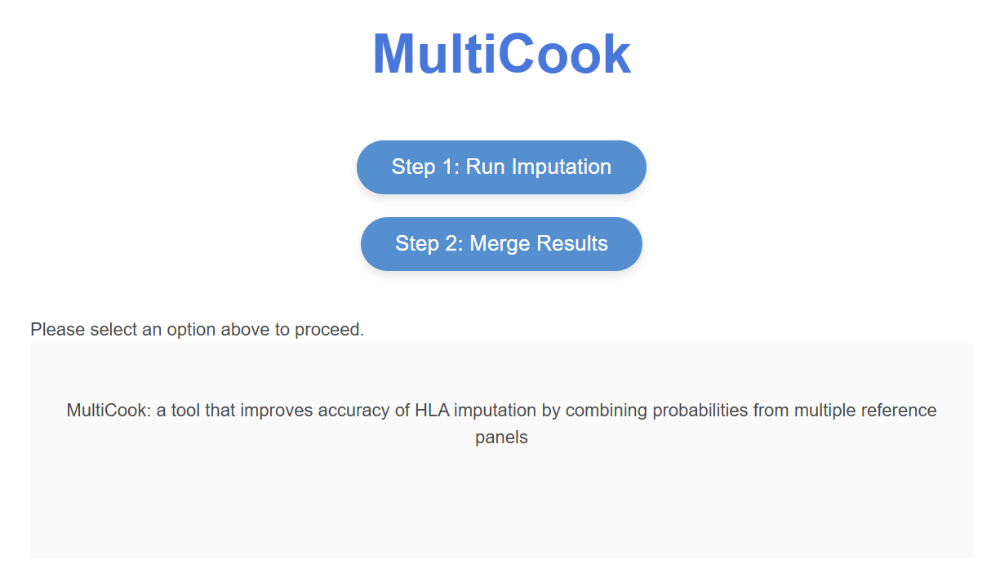 MultiCook
Step 1: Run Imputation
Step 2: Merge Results
Please select an option above to proceed.
MultiCook: a tool that improves accuracy of HLA imputation by combining probabilities from multiple reference
panels